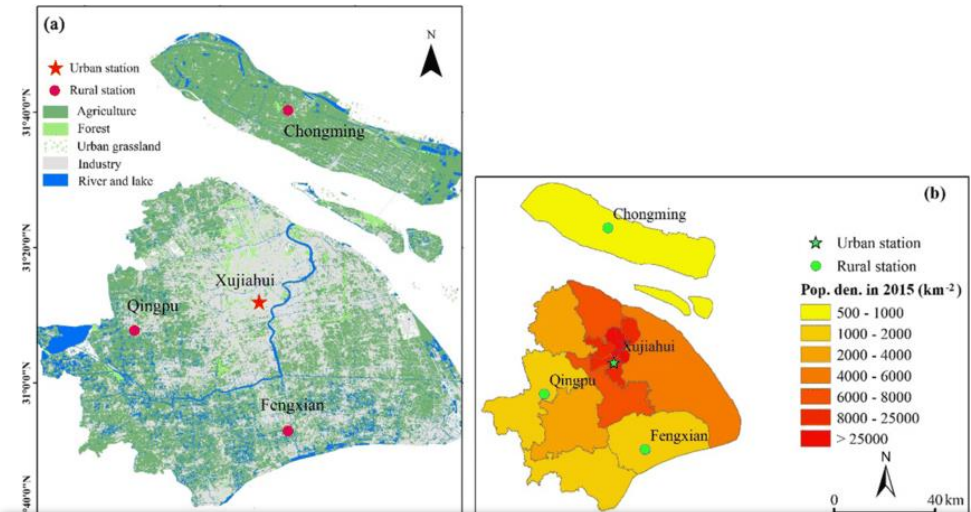 (a)
N
Urban station
Rural station
Agriculture
Forest
Urban grassland
Industry
River and lake
31°40'0"N
31°20'0"N
31°0'0"N
°40'0"N
Chongming
Xujiahui
Qingpu
Fengxian
(b)
Chongming
Urban station
Rural station
Pop. den. in 2015 (km⁻²)
500 - 1000
1000 - 2000
2000 - 4000
4000 - 6000
6000 - 8000
8000 - 25000
> 25000
Xujiahui
Qingpu
Fengxian
N
0 40 km